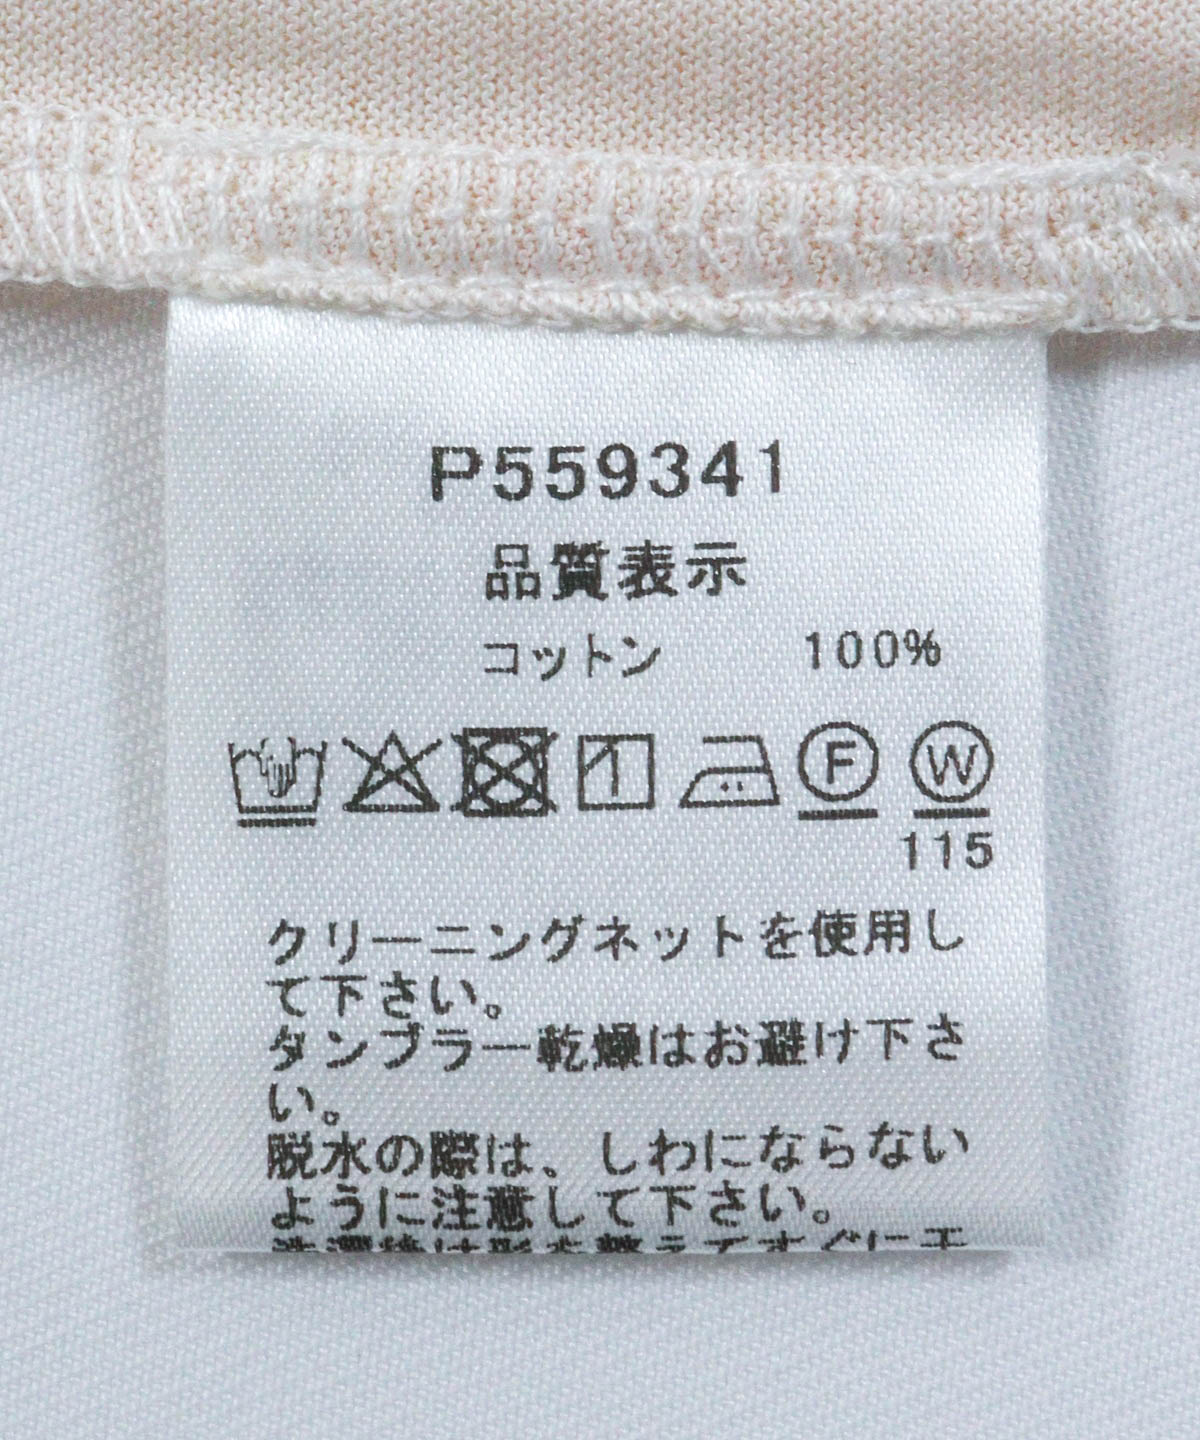 P559341
品質表示
コットン 100%
F W
115
クリーニングネットを使用し
て下さい。
タンブラー乾燥はお避け下さ
い。
脱水の際は、しわにならない
ように注意して下さい。